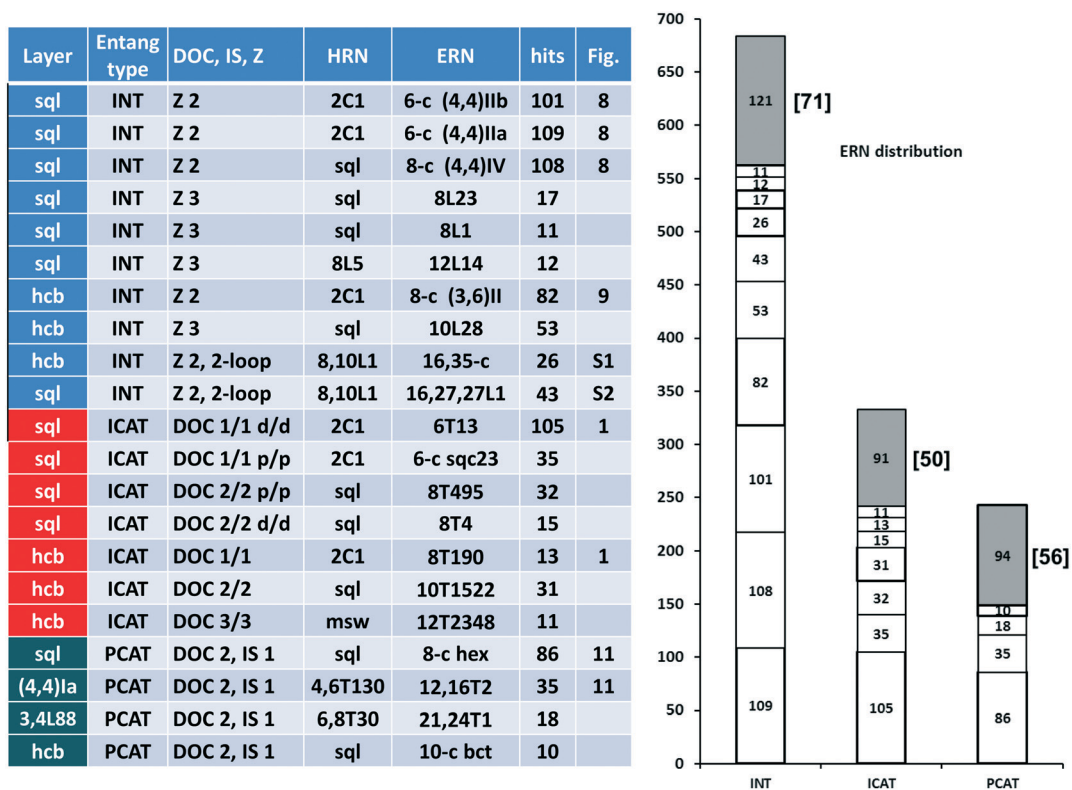 Layer Entang type DOC, IS, Z HRN ERN hits Fig.
sql INT Z 2 2C1 6-c (4,4)IIb 101 8
sql INT Z 2 2C1 6-c (4,4)IIa 109 8
sql INT Z 2 sql 8-c (4,4)IV 108 8
sql INT Z 3 sql 8L23 17
sql INT Z 3 sql 8L1 11
sql INT Z 3 8L5 12L14 12
hcb INT Z 2 2C1 8-c (3,6)II 82 9
hcb INT Z 3 sql 10L28 53
hcb INT Z 2, 2-loop 8,10L1 16,35-c 26 S1
sql INT Z 2, 2-loop 8,10L1 16,27,27L1 43 S2
sql ICAT DOC 1/1 d/d 2C1 6T13 105 1
sql ICAT DOC 1/1 p/p 2C1 6-c sqc23 35
sql ICAT DOC 2/2 p/p sql 8T495 32
sql ICAT DOC 2/2 d/d sql 8T4 15
hcb ICAT DOC 1/1 2C1 8T190 13 1
hcb ICAT DOC 2/2 sql 10T1522 31
hcb ICAT DOC 3/3 msw 12T2348 11
sql PCAT DOC 2, IS 1 sql 8-c hex 86 11
(4,4)Ia PCAT DOC 2, IS 1 4,6T130 12,16T2 35 11
3,4L88 PCAT DOC 2, IS 1 6,8T30 21,24T1 18
hcb PCAT DOC 2, IS 1 sql 10-c bct 10
ERN distribution
700
650
600
550
500
450
400
350
300
250
200
150
100
50
0
121 [71]
11
12
17
26
43
53
82
101
108
109
91 [50]
11
13
15
31
32
35
105
94 [56]
10
18
35
86
INT ICAT PCAT